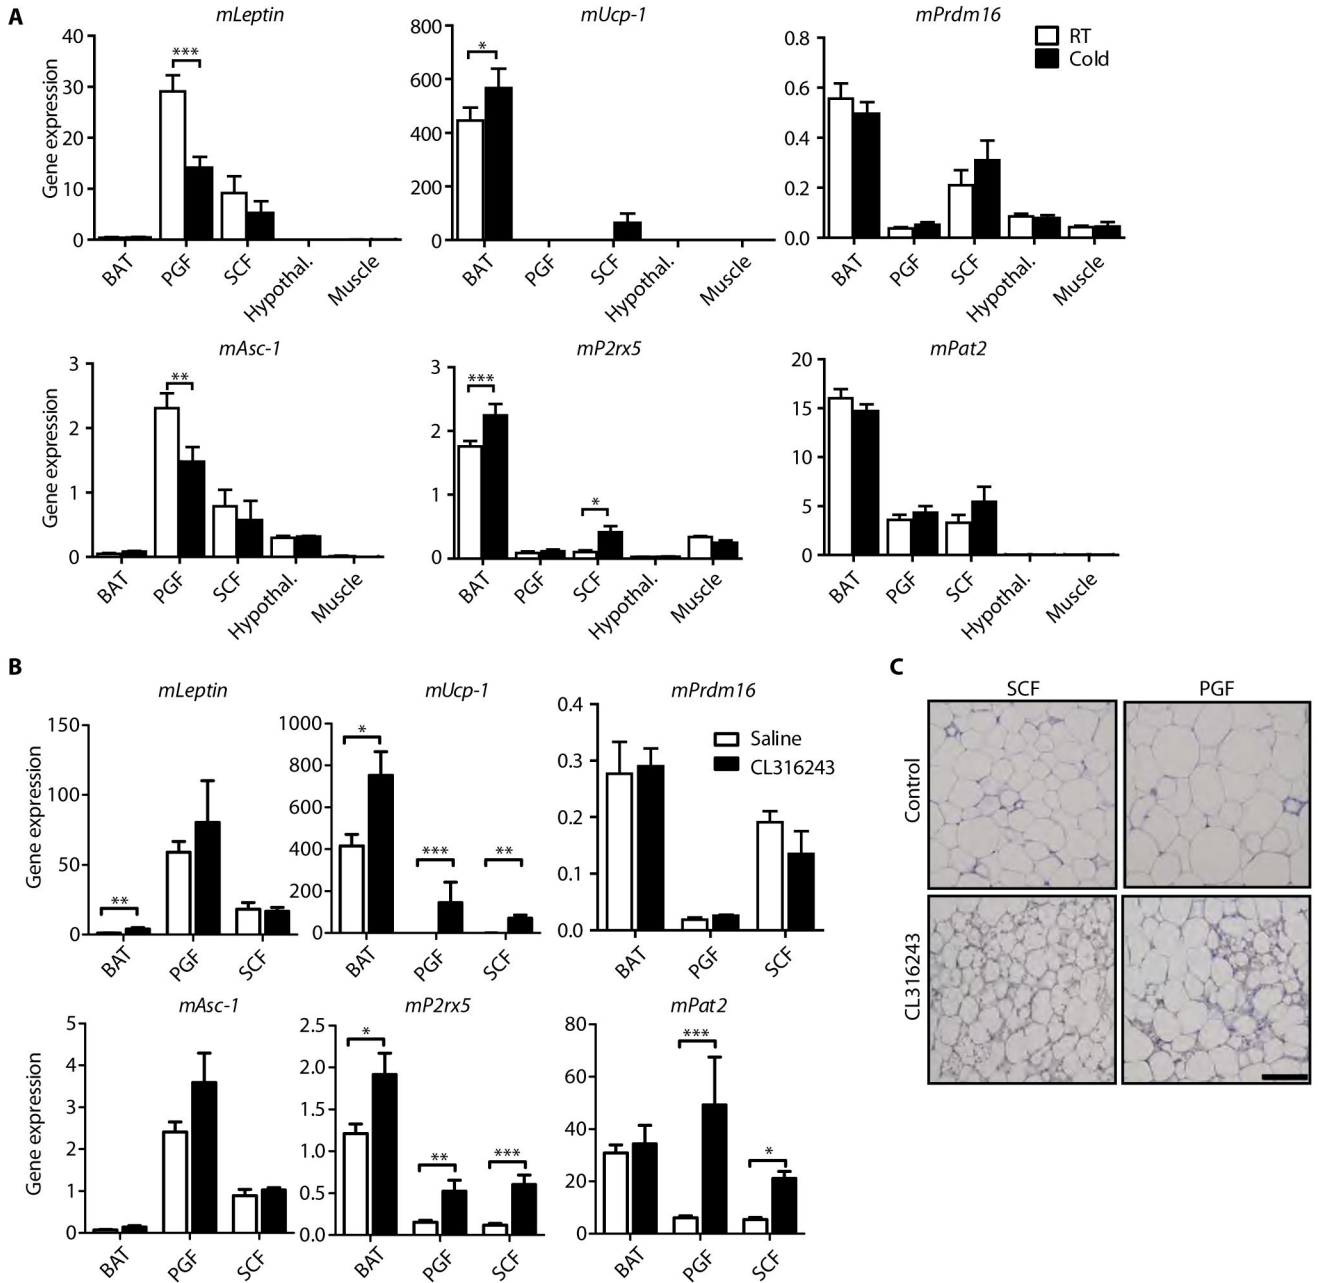 A
mLeptin
mUcp-1
mPrdm16
RT
Cold
Gene expression
40
30
20
10
0
***
BAT
PGF
SCF
Hypothal.
Muscle
800
600
400
200
0
*
BAT
PGF
SCF
Hypothal.
Muscle
0.8
0.6
0.4
0.2
0.0
BAT
PGF
SCF
Hypothal.
Muscle
mAsc-1
mP2rx5
mPat2
Gene expression
3
2
1
0
**
BAT
PGF
SCF
Hypothal.
Muscle
3
2
1
0
***
*
BAT
PGF
SCF
Hypothal.
Muscle
20
15
10
5
0
BAT
PGF
SCF
Hypothal.
Muscle
B
mLeptin
mUcp-1
mPrdm16
Saline
CL316243
Gene expression
150
100
50
0
**
BAT
PGF
SCF
1000
800
600
400
200
0
*
***
**
BAT
PGF
SCF
0.4
0.3
0.2
0.1
0.0
BAT
PGF
SCF
mAsc-1
mP2rx5
mPat2
Gene expression
5
4
3
2
1
0
BAT
PGF
SCF
2.5
2.0
1.5
1.0
0.5
0.0
*
**
***
BAT
PGF
SCF
80
60
40
20
0
***
*
BAT
PGF
SCF
C
SCF
PGF
Control
CL316243